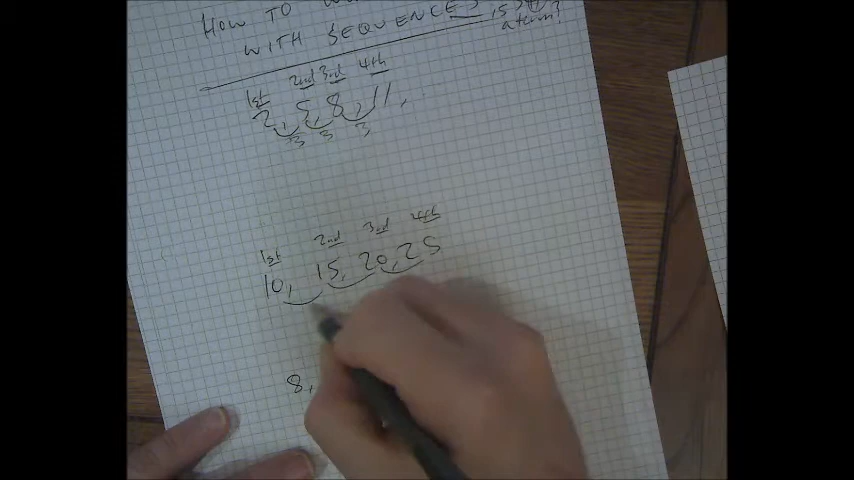 HOW TO
WITH SEQUENCES
1st 2nd 3rd 4th
2, 5, 8, 11,
3 3 3
1st 2nd 3rd 4th
10, 15, 20, 25
8,